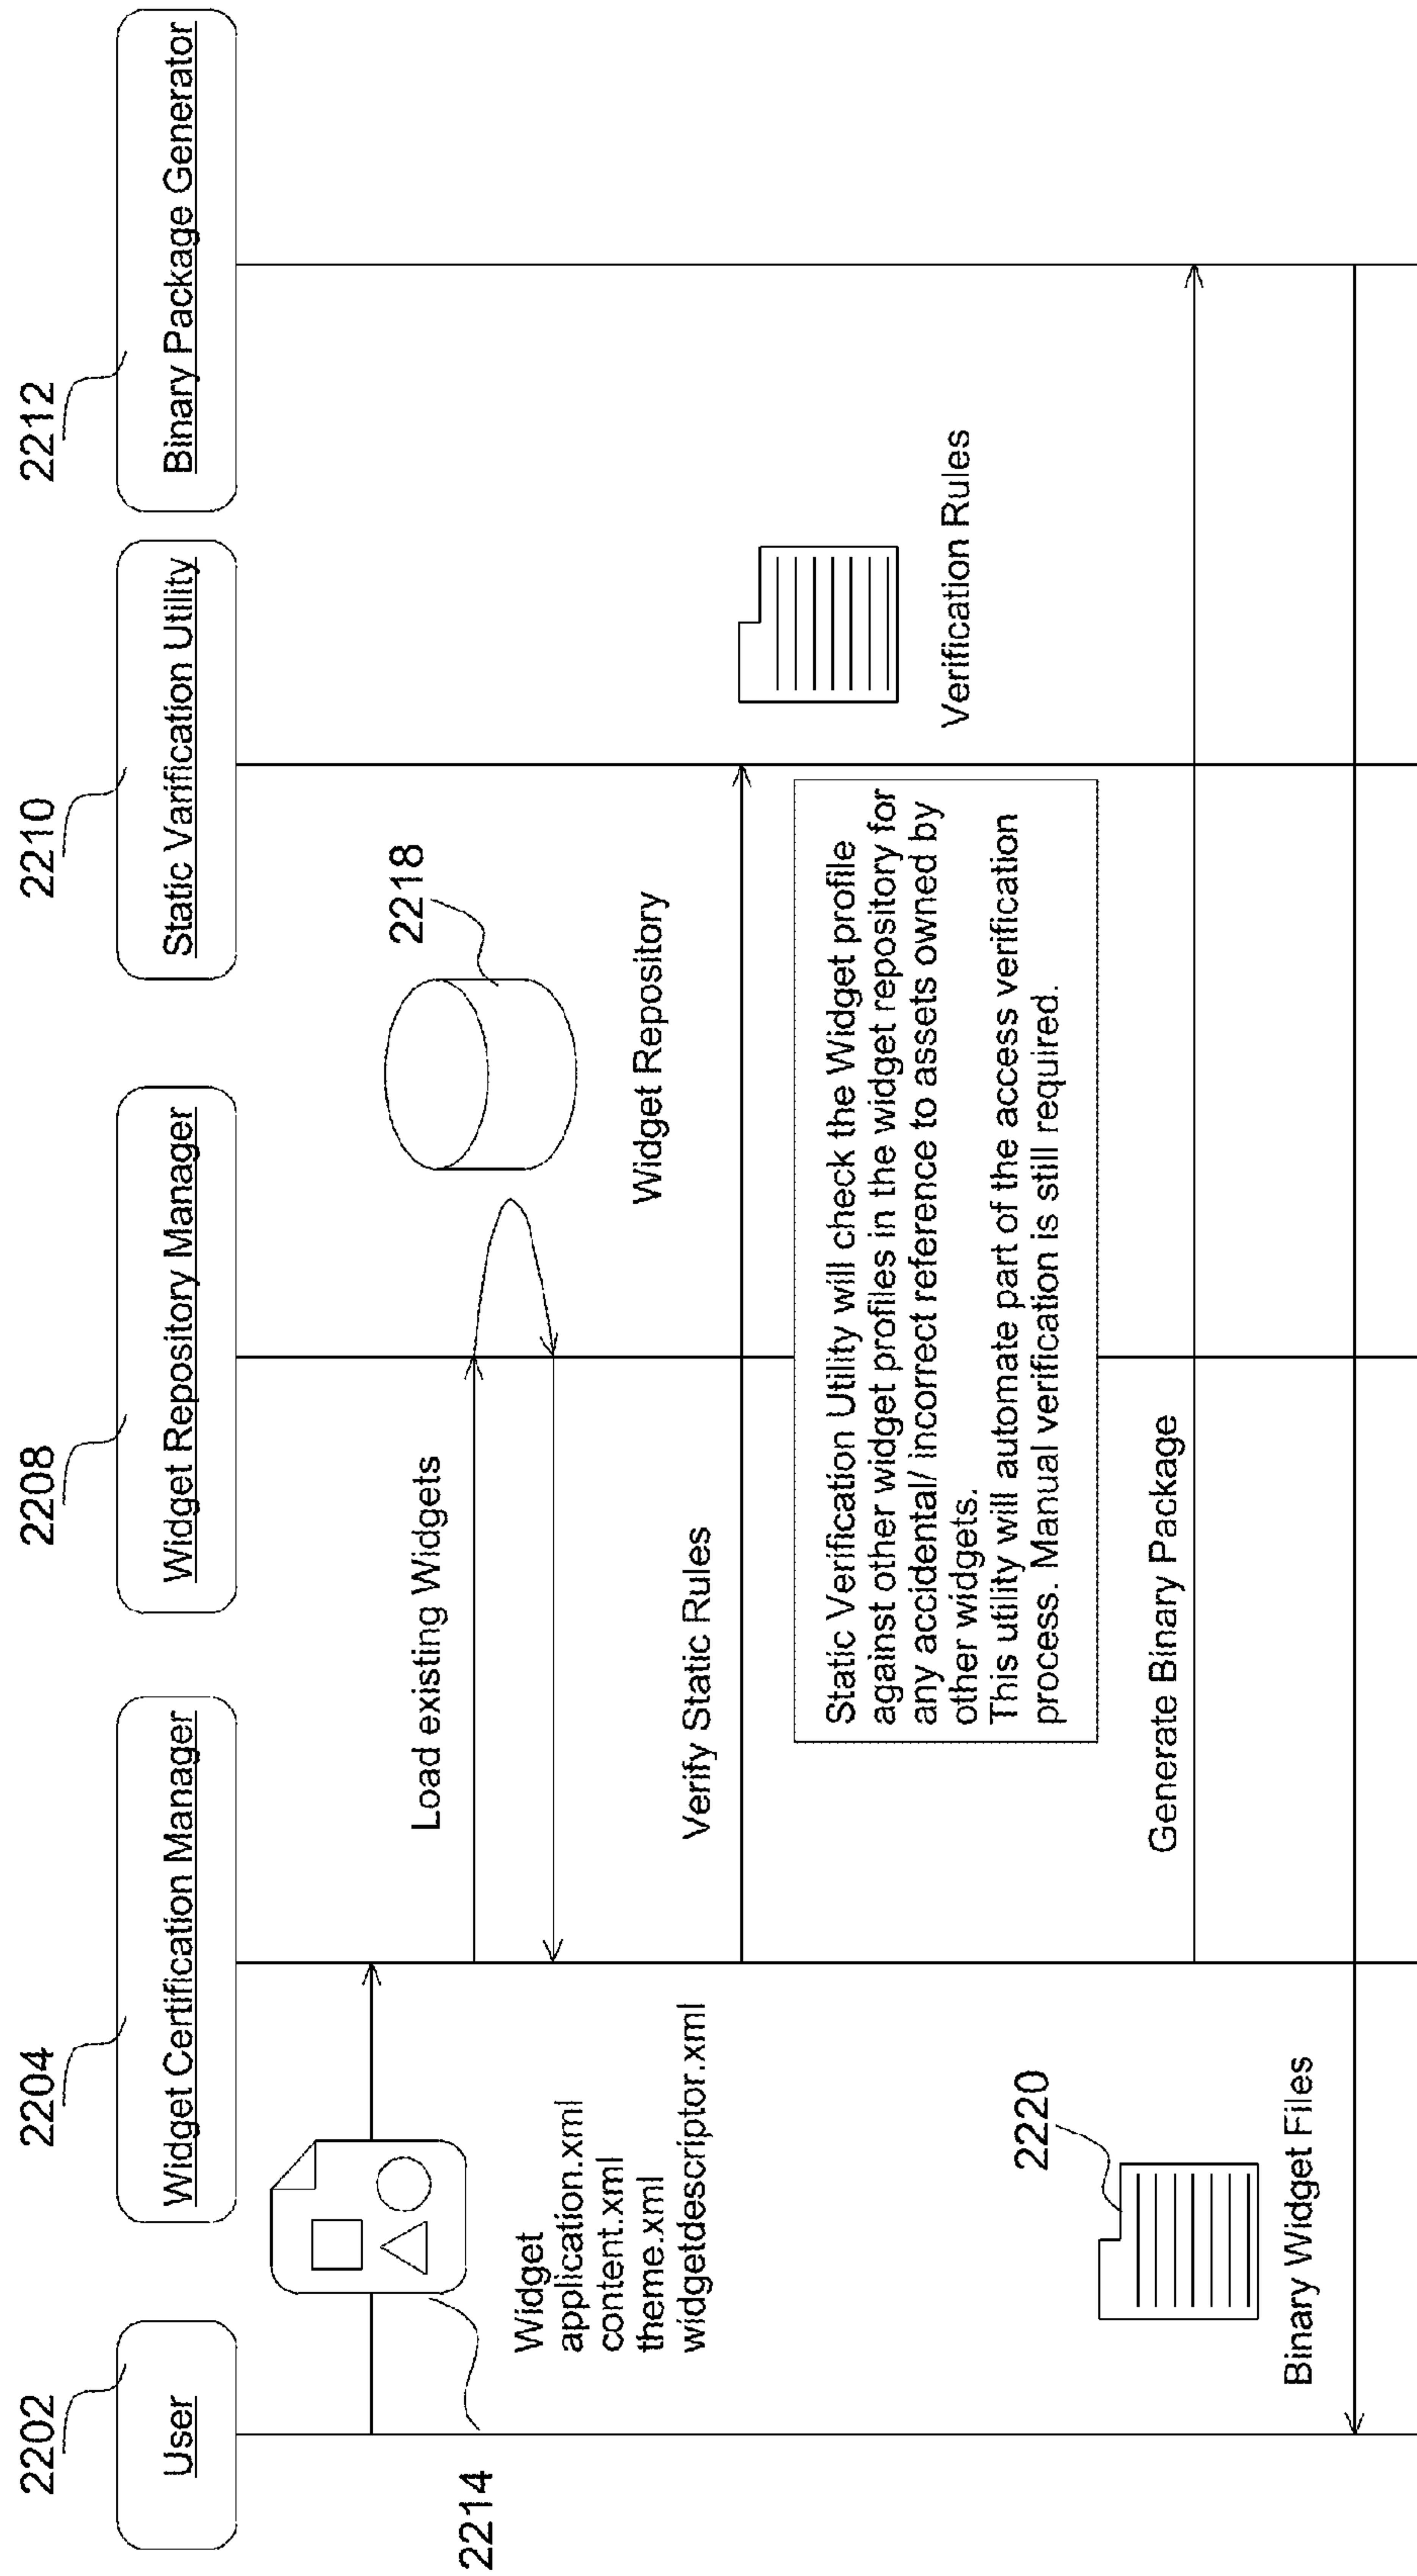 2202
2204
2208
2210
2212
User
Widget Certification Manager
Widget Repository Manager
Static Varification Utility
Binary Package Generator
2214
Widget
application.xml
content.xml
theme.xml
widgetdescriptor.xml
Load existing Widgets
2218
Widget Repository
Verify Static Rules
Verification Rules
Static Verification Utility will check the Widget profile
against other widget profiles in the widget repository for
any accidental/ incorrect reference to assets owned by
other widgets.
This utility will automate part of the access verification
process. Manual verification is still required.
2220
Generate Binary Package
Binary Widget Files